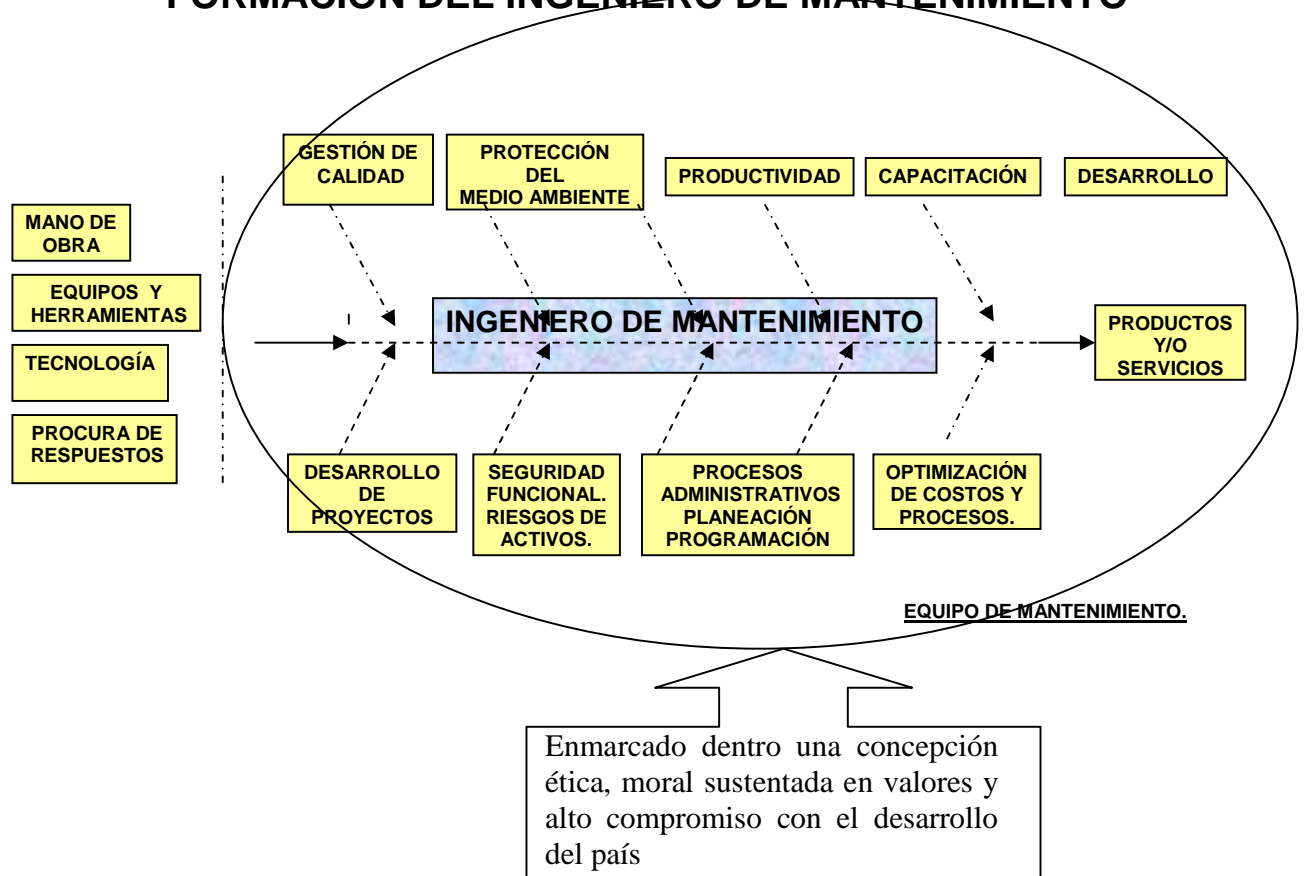 FORMACIÓN DEL INGENIERO DE MANTENIMIENTO
GESTIÓN DE
CALIDAD
PROTECCIÓN
DEL
MEDIO AMBIENTE
PRODUCTIVIDAD
CAPACITACIÓN
DESARROLLO
MANO DE
OBRA
EQUIPOS Y
HERRAMIENTAS
TECNOLOGÍA
PROCURA DE
RESPUESTOS
INGENIERO DE MANTENIMIENTO
PRODUCTOS
Y/O
SERVICIOS
DESARROLLO
DE
PROYECTOS
SEGURIDAD
FUNCIONAL.
RIESGOS DE
ACTIVOS.
PROCESOS
ADMINISTRATIVOS
PLANEACIÓN
PROGRAMACIÓN
OPTIMIZACIÓN
DE COSTOS Y
PROCESOS.
EQUIPO DE MANTENIMIENTO.
Enmarcado dentro una concepción
ética, moral sustentada en valores y
alto compromiso con el desarrollo
del país